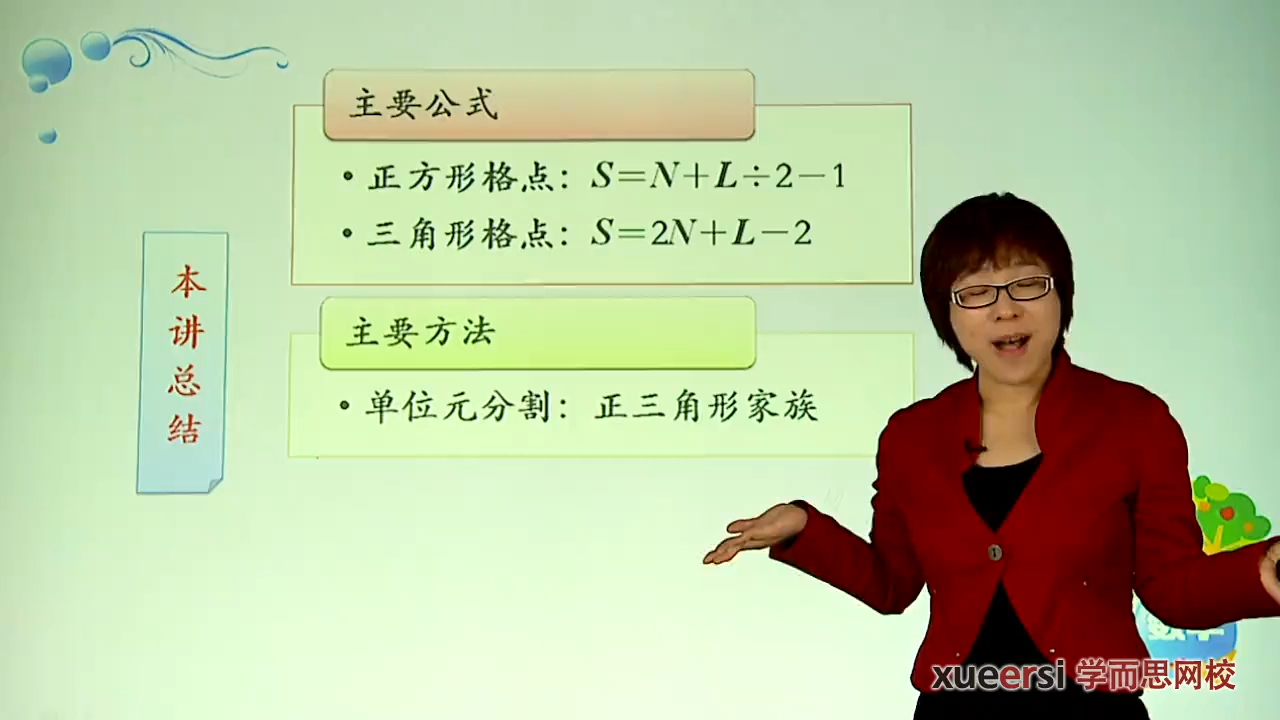 主要公式
•正方形格点：S=N+L÷2-1
•三角形格点：S=2N+L-2
本讲总结
主要方法
•单位元分割：正三角形家族
数学
xueersi 学而思网校